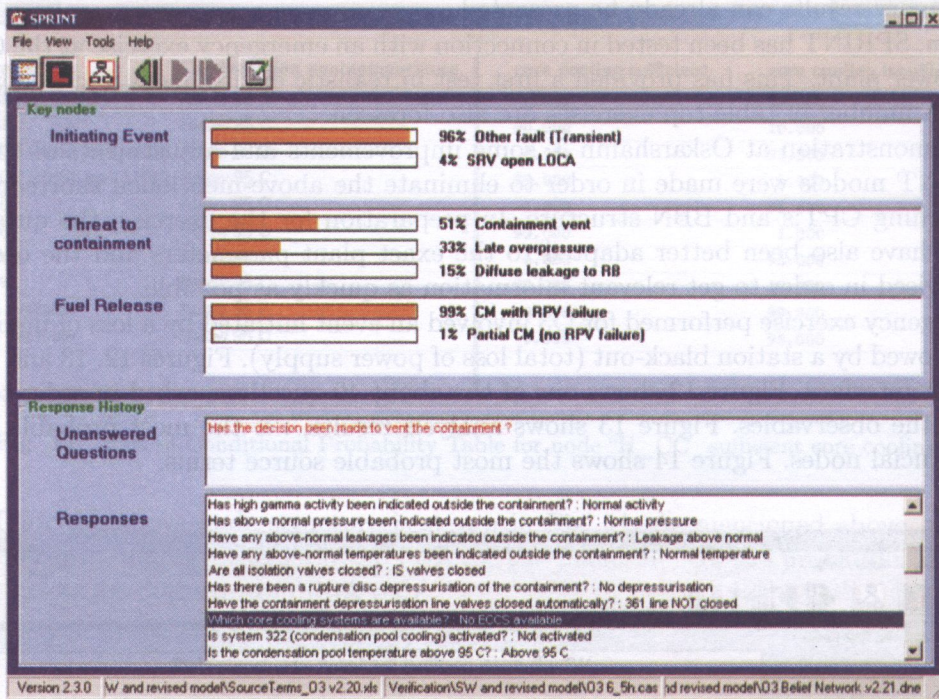 SPRINT
File View Tools Help
Key nodes
Initiating Event
96% Other fault (Transient)
4% SRV open LOCA
Threat to
containment
51% Containment vent
33% Late overpressure
15% Diffuse leakage to RB
Fuel Release
99% CM with RPV failure
1% Partial CM (no RPV failure)
Response History
Unanswered
Questions
Has the decision been made to vent the containment ?
Responses
Has high gamma activity been indicated outside the containment? : Normal activity
Has above normal pressure been indicated outside the containment? : Normal pressure
Have any above-normal leakages been indicated outside the containment? : Leakage above normal
Have any above-normal temperatures been indicated outside the containment? : Normal temperature
Are all isolation valves closed? : IS valves closed
Has there been a rupture disc depressurisation of the containment? : No depressurisation
Have the containment depressurisation line valves closed automatically? : 361 line NOT closed
Which core cooling systems are available? : No ECCS available
Is system 322 (condensation pool cooling) activated? : Not activated
Is the condensation pool temperature above 95 C? : Above 95 C
Version 2.3.0 W and revised model\SourceTerms_O3 v2.20.xls Verification\SW and revised model\O3 6_5h.cas id revised model\O3 Belief Network v2.21.dne